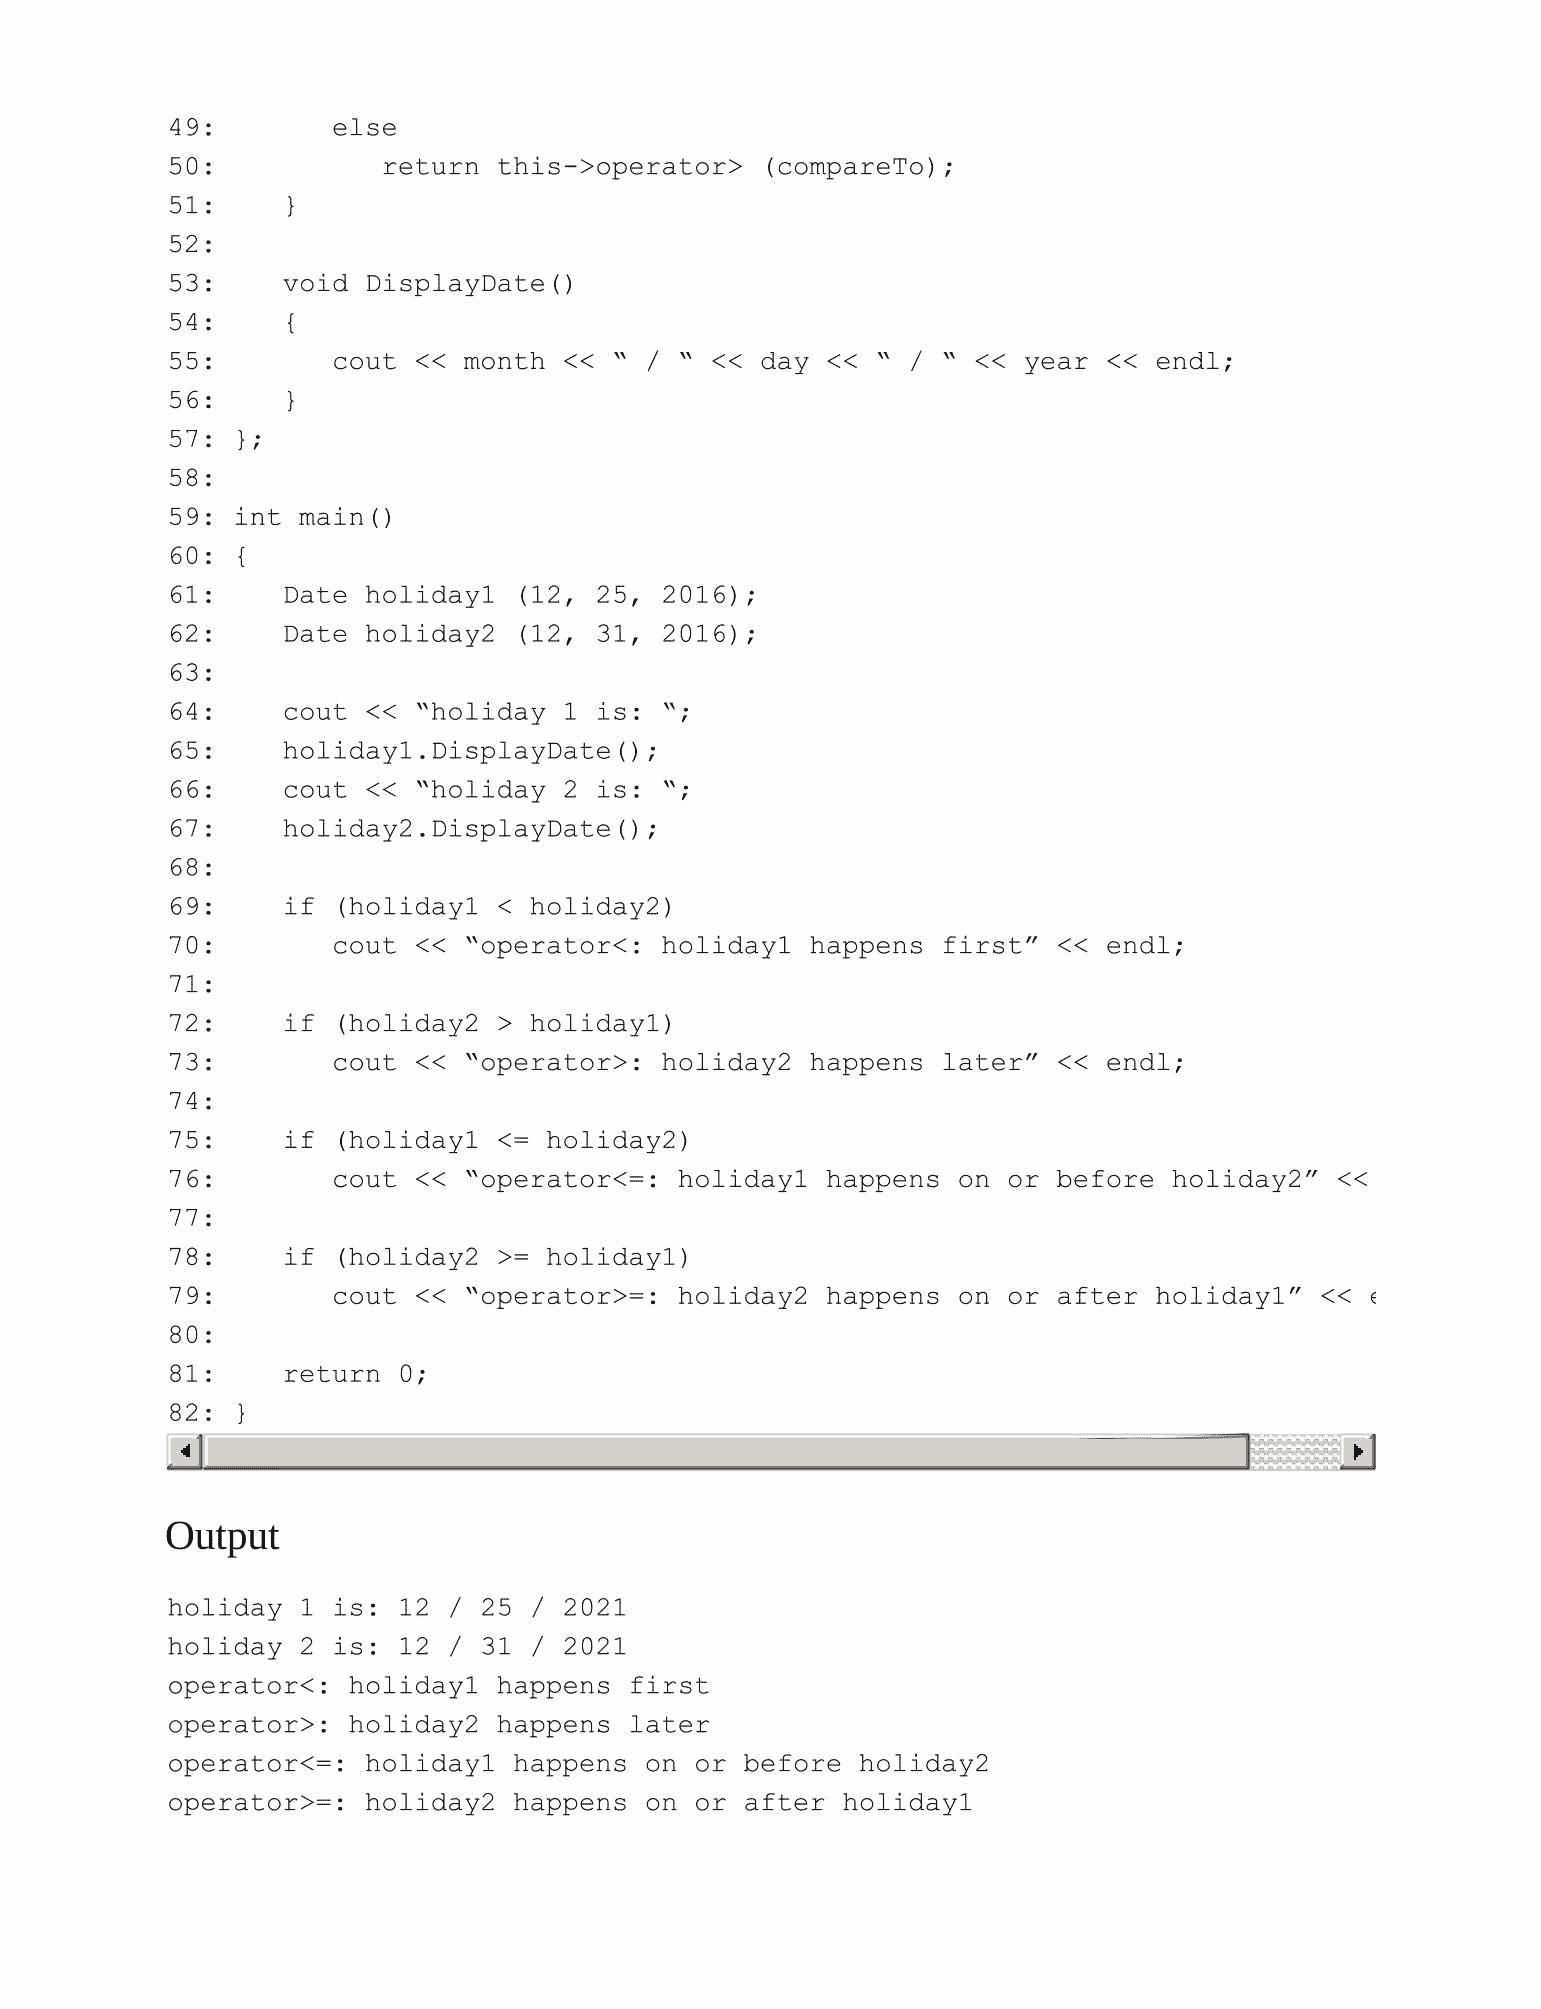 49:       else
50:          return this->operator> (compareTo);
51:    }
52:
53:    void DisplayDate()
54:    {
55:       cout << month << “ / “ << day << “ / “ << year << endl;
56:    }
57: };
58:
59: int main()
60: {
61:    Date holiday1 (12, 25, 2016);
62:    Date holiday2 (12, 31, 2016);
63:
64:    cout << “holiday 1 is: “;
65:    holiday1.DisplayDate();
66:    cout << “holiday 2 is: “;
67:    holiday2.DisplayDate();
68:
69:    if (holiday1 < holiday2)
70:       cout << “operator<: holiday1 happens first” << endl;
71:
72:    if (holiday2 > holiday1)
73:       cout << “operator>: holiday2 happens later” << endl;
74:
75:    if (holiday1 <= holiday2)
76:       cout << “operator<=: holiday1 happens on or before holiday2” <<
77:
78:    if (holiday2 >= holiday1)
79:       cout << “operator>=: holiday2 happens on or after holiday1” <<
80:
81:    return 0;
82: }
Output
holiday 1 is: 12 / 25 / 2021
holiday 2 is: 12 / 31 / 2021
operator<: holiday1 happens first
operator>: holiday2 happens later
operator<=: holiday1 happens on or before holiday2
operator>=: holiday2 happens on or after holiday1